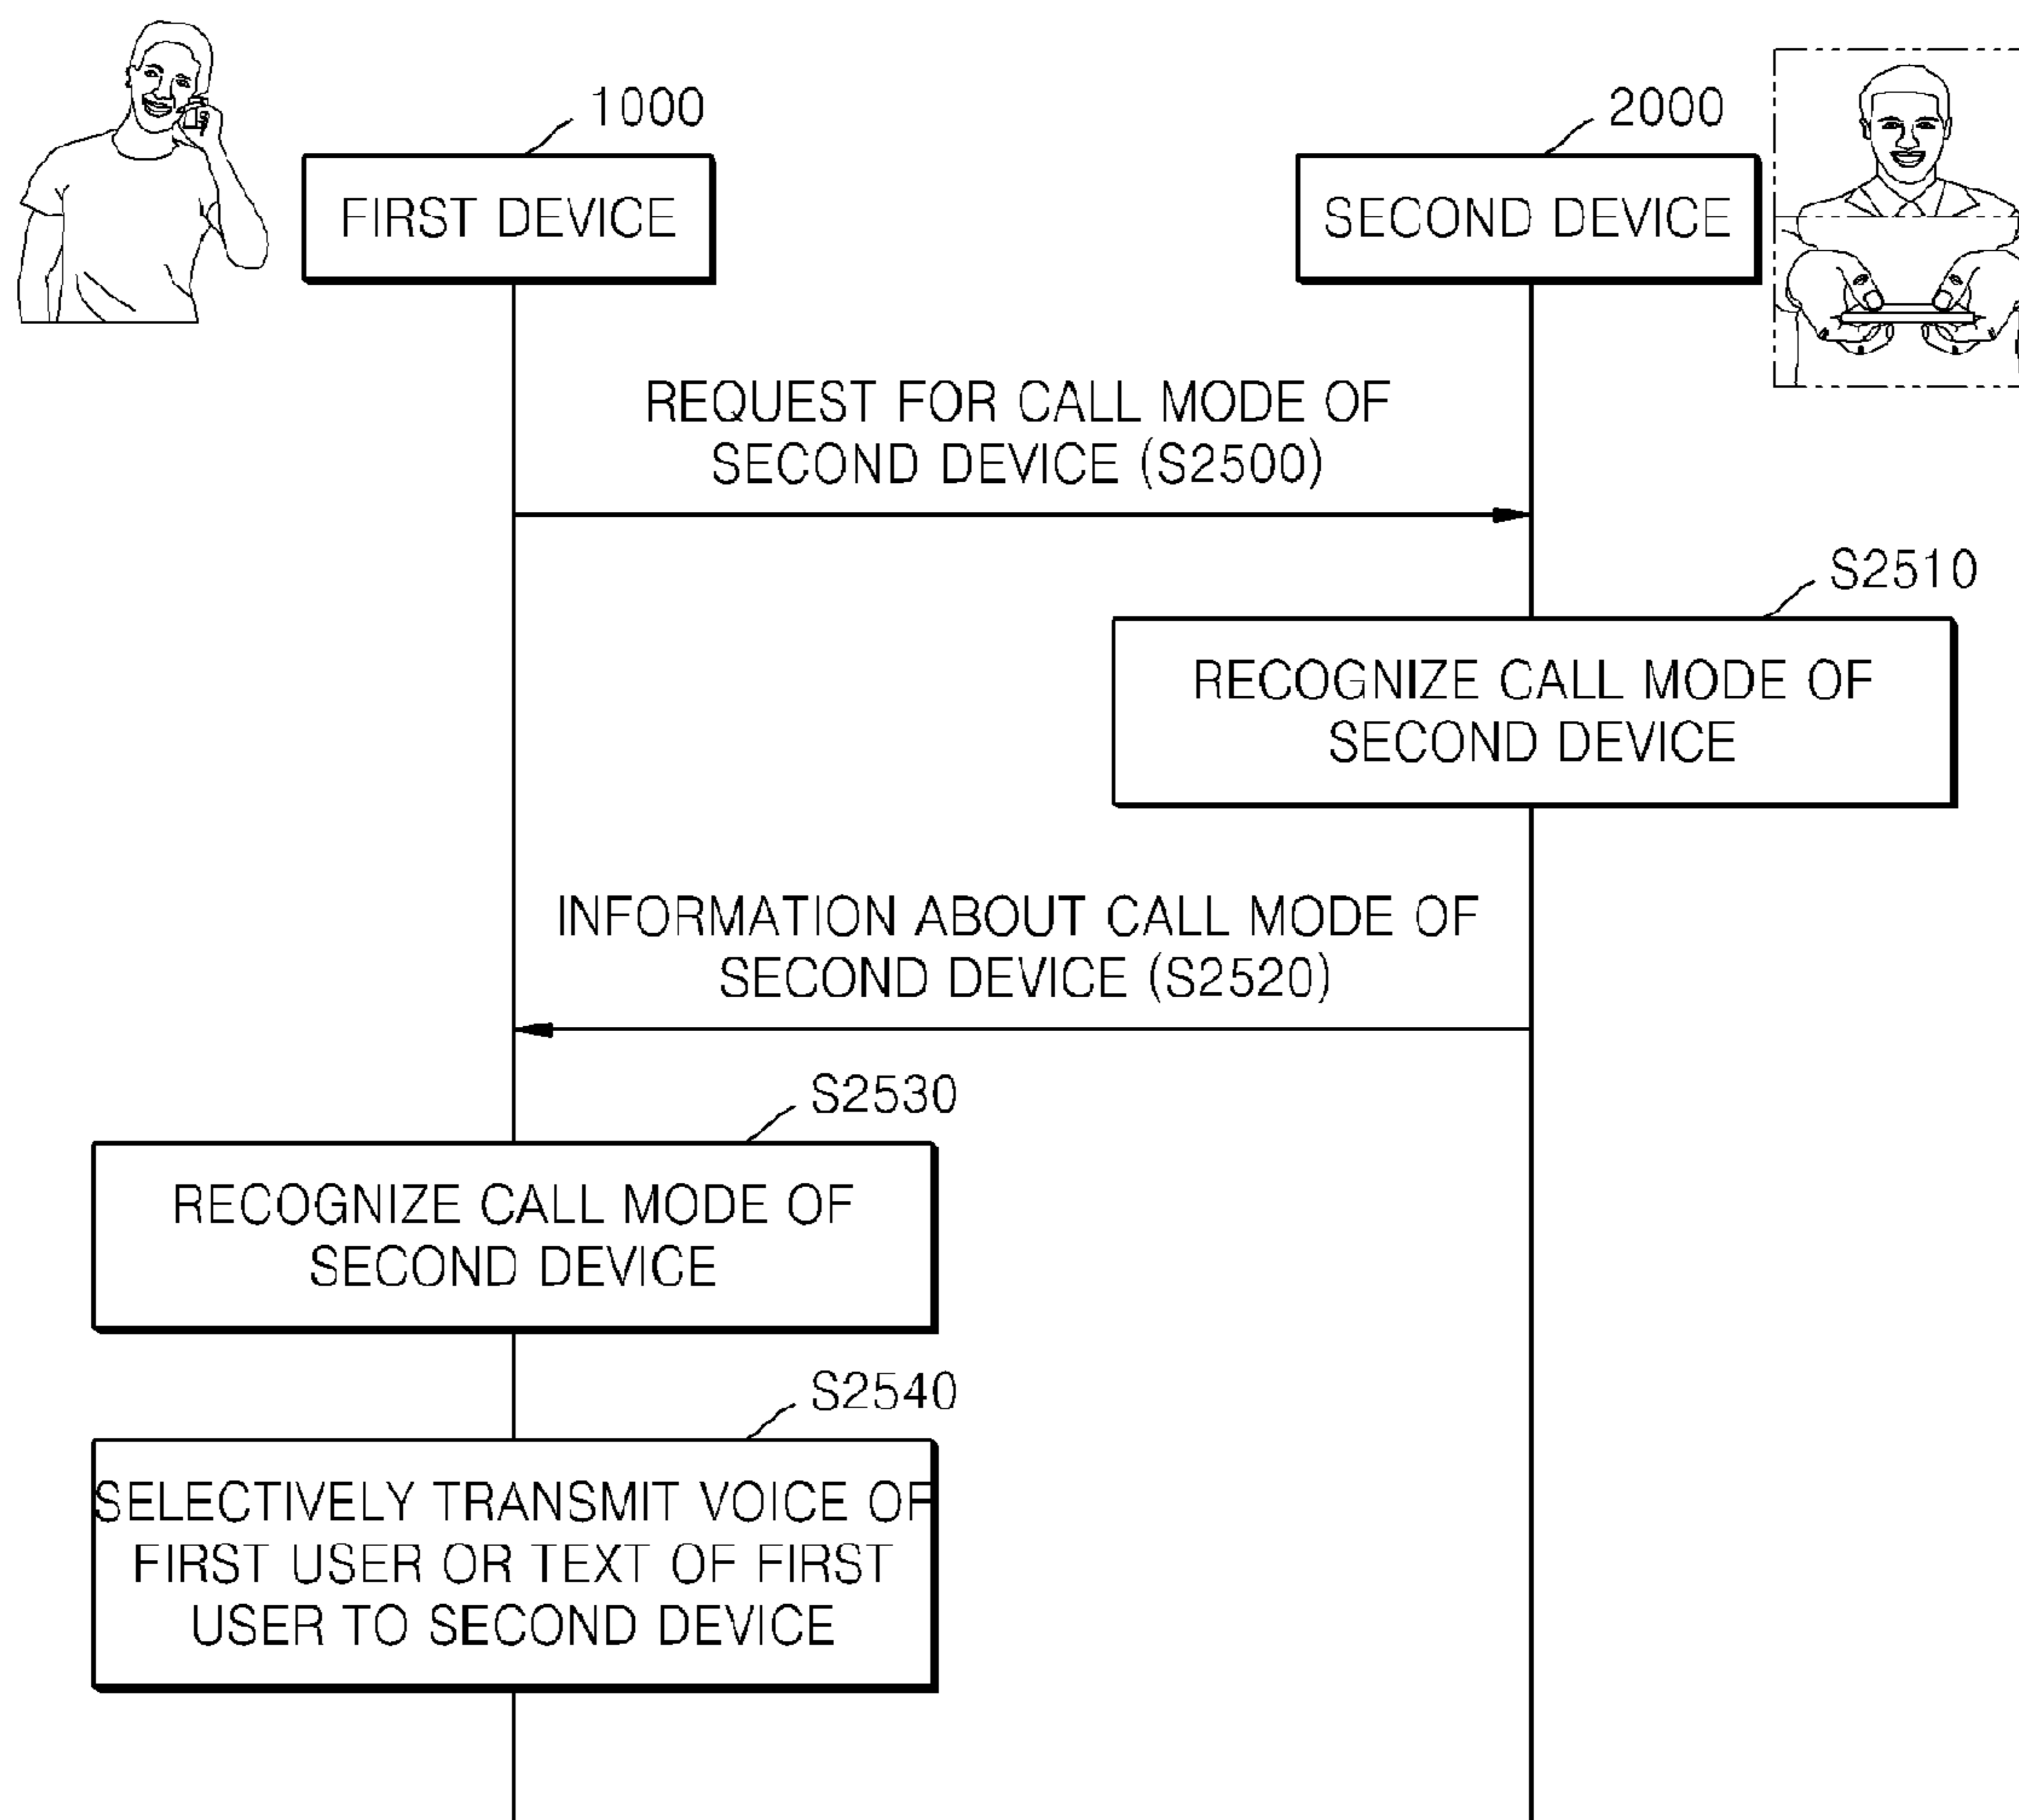 1000
2000
FIRST DEVICE
SECOND DEVICE
REQUEST FOR CALL MODE OF
SECOND DEVICE (S2500)
S2510
RECOGNIZE CALL MODE OF
SECOND DEVICE
INFORMATION ABOUT CALL MODE OF
SECOND DEVICE (S2520)
S2530
RECOGNIZE CALL MODE OF
SECOND DEVICE
S2540
SELECTIVELY TRANSMIT VOICE OF
FIRST USER OR TEXT OF FIRST
USER TO SECOND DEVICE